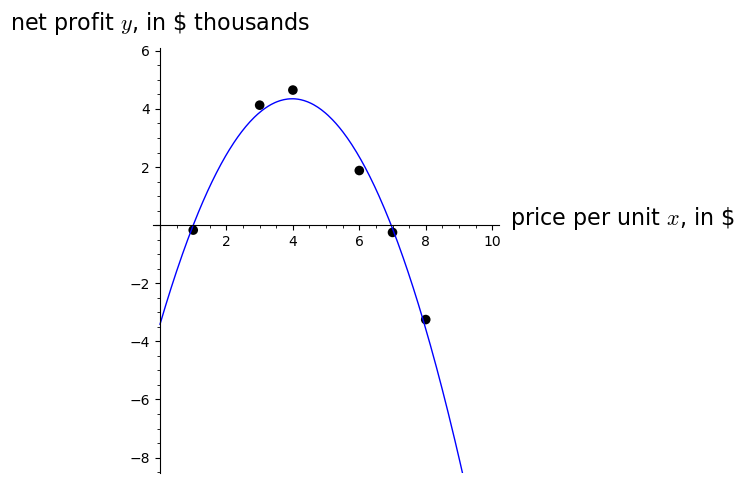 net profit y, in $ thousands
6
4
2
price per unit x, in $
2 4 6 8 10
−2
−4
−6
−8